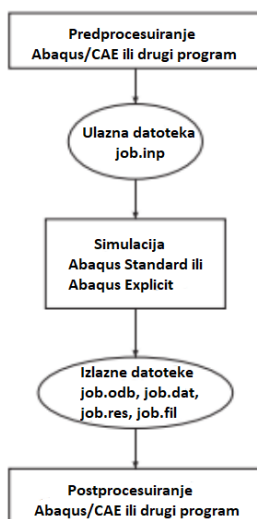 Predprocesuiranje
Abaqus/CAE ili drugi program
Ulazna datoteka
job.inp
Simulacija
Abaqus Standard ili
Abaqus Explicit
Izlazne datoteke
job.odb, job.dat,
job.res, job.fil
Postprocesuiranje
Abaqus/CAE ili drugi program